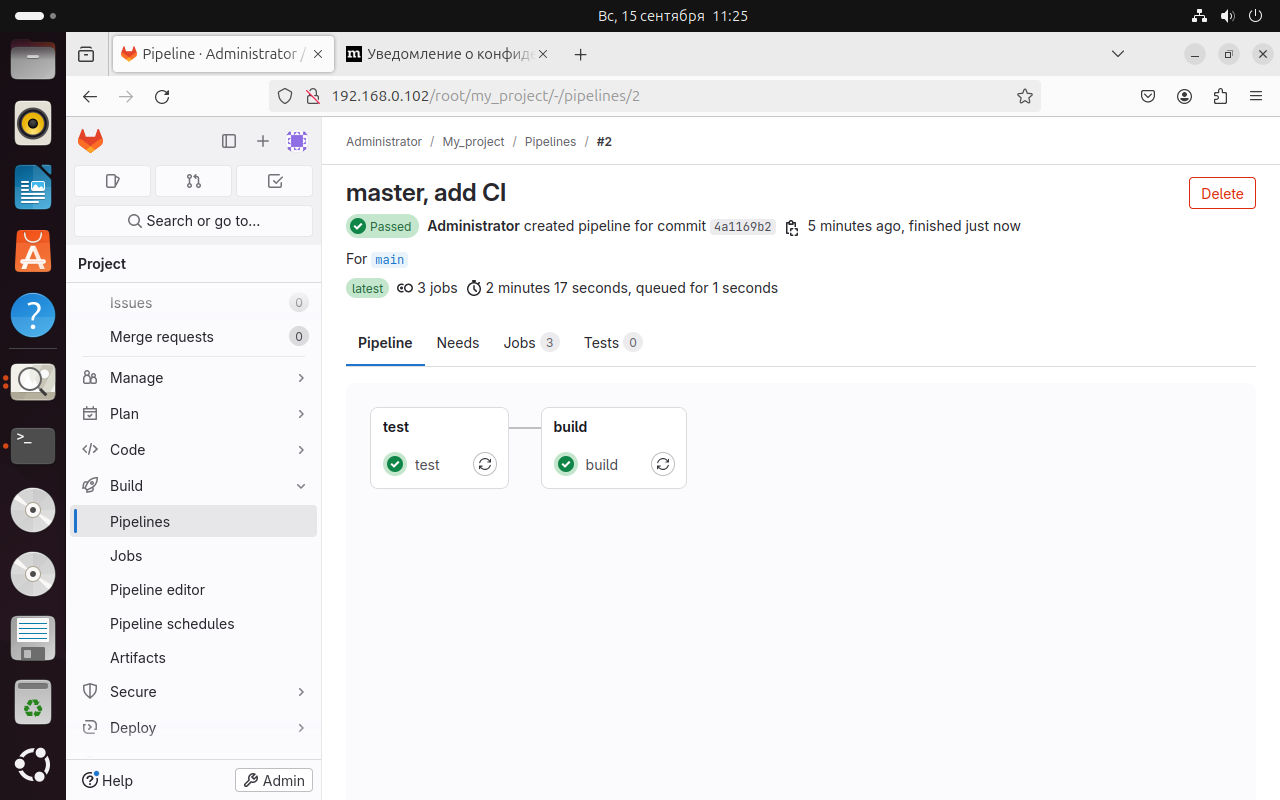 Вс, 15 сентября 11:25
Pipeline · Administrator /
Уведомление о конфиде
192.168.0.102/root/my_project/-/pipelines/2
Administrator / My_project / Pipelines / #2
master, add CI
Delete
Passed Administrator created pipeline for commit 4a1169b2 5 minutes ago, finished just now
For main
latest 3 jobs 2 minutes 17 seconds, queued for 1 seconds
Pipeline Needs Jobs 3 Tests 0
test
test
build
build
Search or go to...
Project
Issues 0
Merge requests 0
Manage
Plan
Code
Build
Pipelines
Jobs
Pipeline editor
Pipeline schedules
Artifacts
Secure
Deploy
Help
Admin